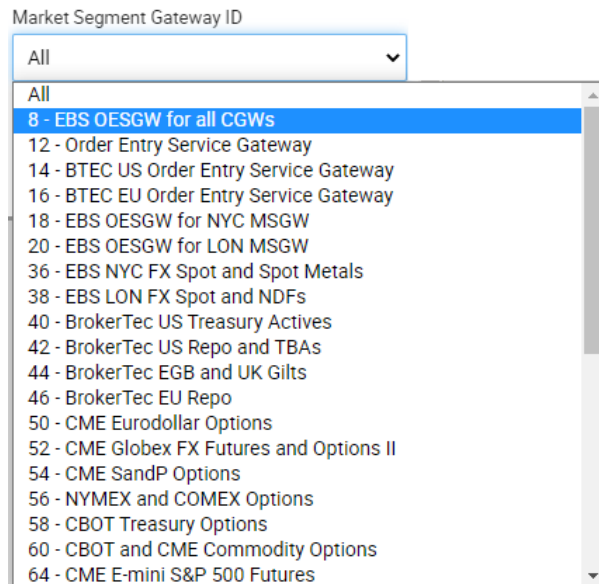 Market Segment Gateway ID
All
All
8 - EBS OESGW for all CGWs
12 - Order Entry Service Gateway
14 - BTEC US Order Entry Service Gateway
16 - BTEC EU Order Entry Service Gateway
18 - EBS OESGW for NYC MSGW
20 - EBS OESGW for LON MSGW
36 - EBS NYC FX Spot and Spot Metals
38 - EBS LON FX Spot and NDFs
40 - BrokerTec US Treasury Actives
42 - BrokerTec US Repo and TBAs
44 - BrokerTec EGB and UK Gilts
46 - BrokerTec EU Repo
50 - CME Eurodollar Options
52 - CME Globex FX Futures and Options II
54 - CME SandP Options
56 - NYMEX and COMEX Options
58 - CBOT Treasury Options
60 - CBOT and CME Commodity Options
64 - CME E-mini S&P 500 Futures